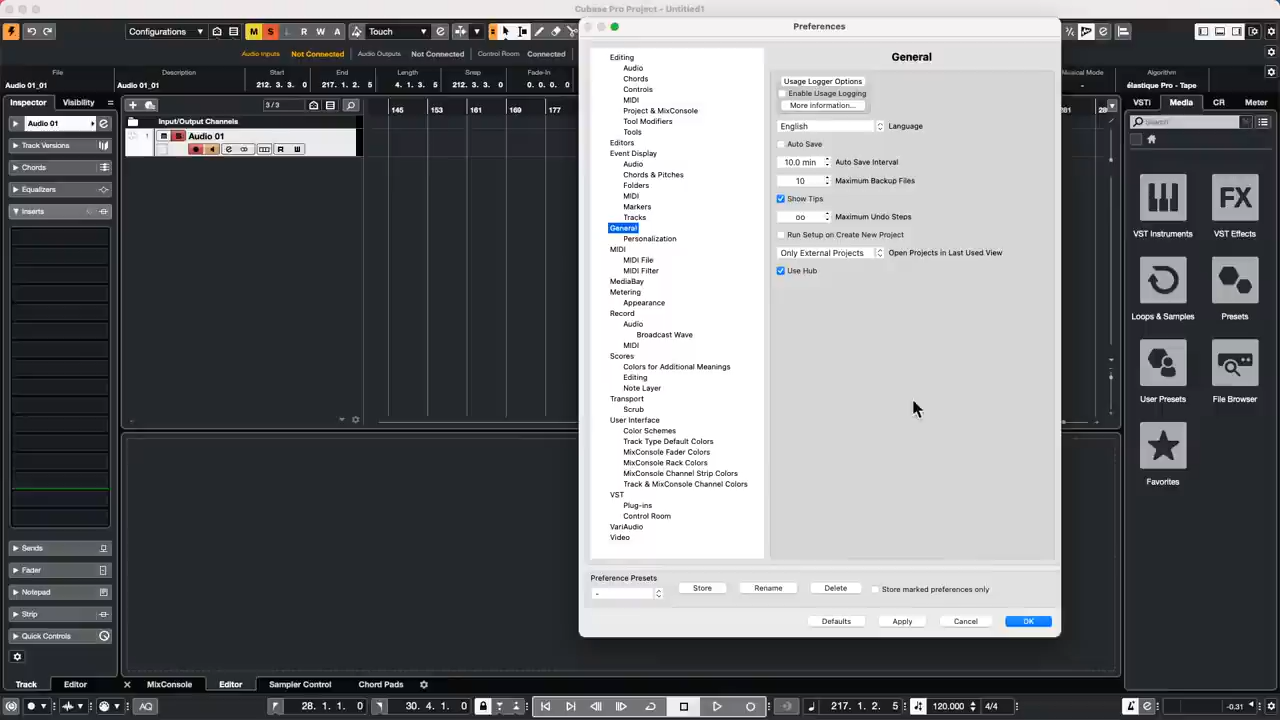 Cubase Pro Project - Untitled1
Configurations
M S L R W A
Touch
Audio Inputs Not Connected Audio Outputs Not Connected Control Room Connected
File Description Start End Length Snap Fade-In Musical Mode Algorithm
Audio 01_01 Audio 01_01 212. 3. 3. 0 217. 1. 2. 5 4. 1. 3. 5 212. 3. 3. 0 élastique Pro - Tape
Inspector Visibility
3 / 3
145 153 161 169 177
Audio 01
Track Versions
Chords
Equalizers
Inserts
Sends
Fader
Notepad
Strip
Quick Controls
Input/Output Channels
1 m S Audio 01
e R W
Preferences
Editing
Audio
Chords
Controls
MIDI
Project & MixConsole
Tool Modifiers
Tools
Editors
Event Display
Audio
Chords & Pitches
Folders
MIDI
Markers
Tracks
General
Personalization
MIDI
MIDI File
MIDI Filter
MediaBay
Metering
Appearance
Record
Audio
Broadcast Wave
MIDI
Scores
Colors for Additional Meanings
Editing
Note Layer
Transport
Scrub
User Interface
Color Schemes
Track Type Default Colors
MixConsole Fader Colors
MixConsole Rack Colors
MixConsole Channel Strip Colors
Track & MixConsole Channel Colors
VST
Plug-ins
Control Room
VariAudio
Video
General
Usage Logger Options
Enable Usage Logging
More information...
English Language
Auto Save
10.0 min Auto Save Interval
10 Maximum Backup Files
Show Tips
oo Maximum Undo Steps
Run Setup on Create New Project
Only External Projects Open Projects in Last Used View
Use Hub
Preference Presets
-
Store Rename Delete Store marked preferences only
Defaults Apply Cancel OK
VSTi Media CR Meter
Search
VST Instruments
FX
VST Effects
Loops & Samples
Presets
User Presets
File Browser
Favorites
Track Editor
MixConsole Editor Sampler Control Chord Pads
AQ 28. 1. 1. 0 30. 4. 1. 0 217. 1. 2. 5 120.000 4/4 -0.31